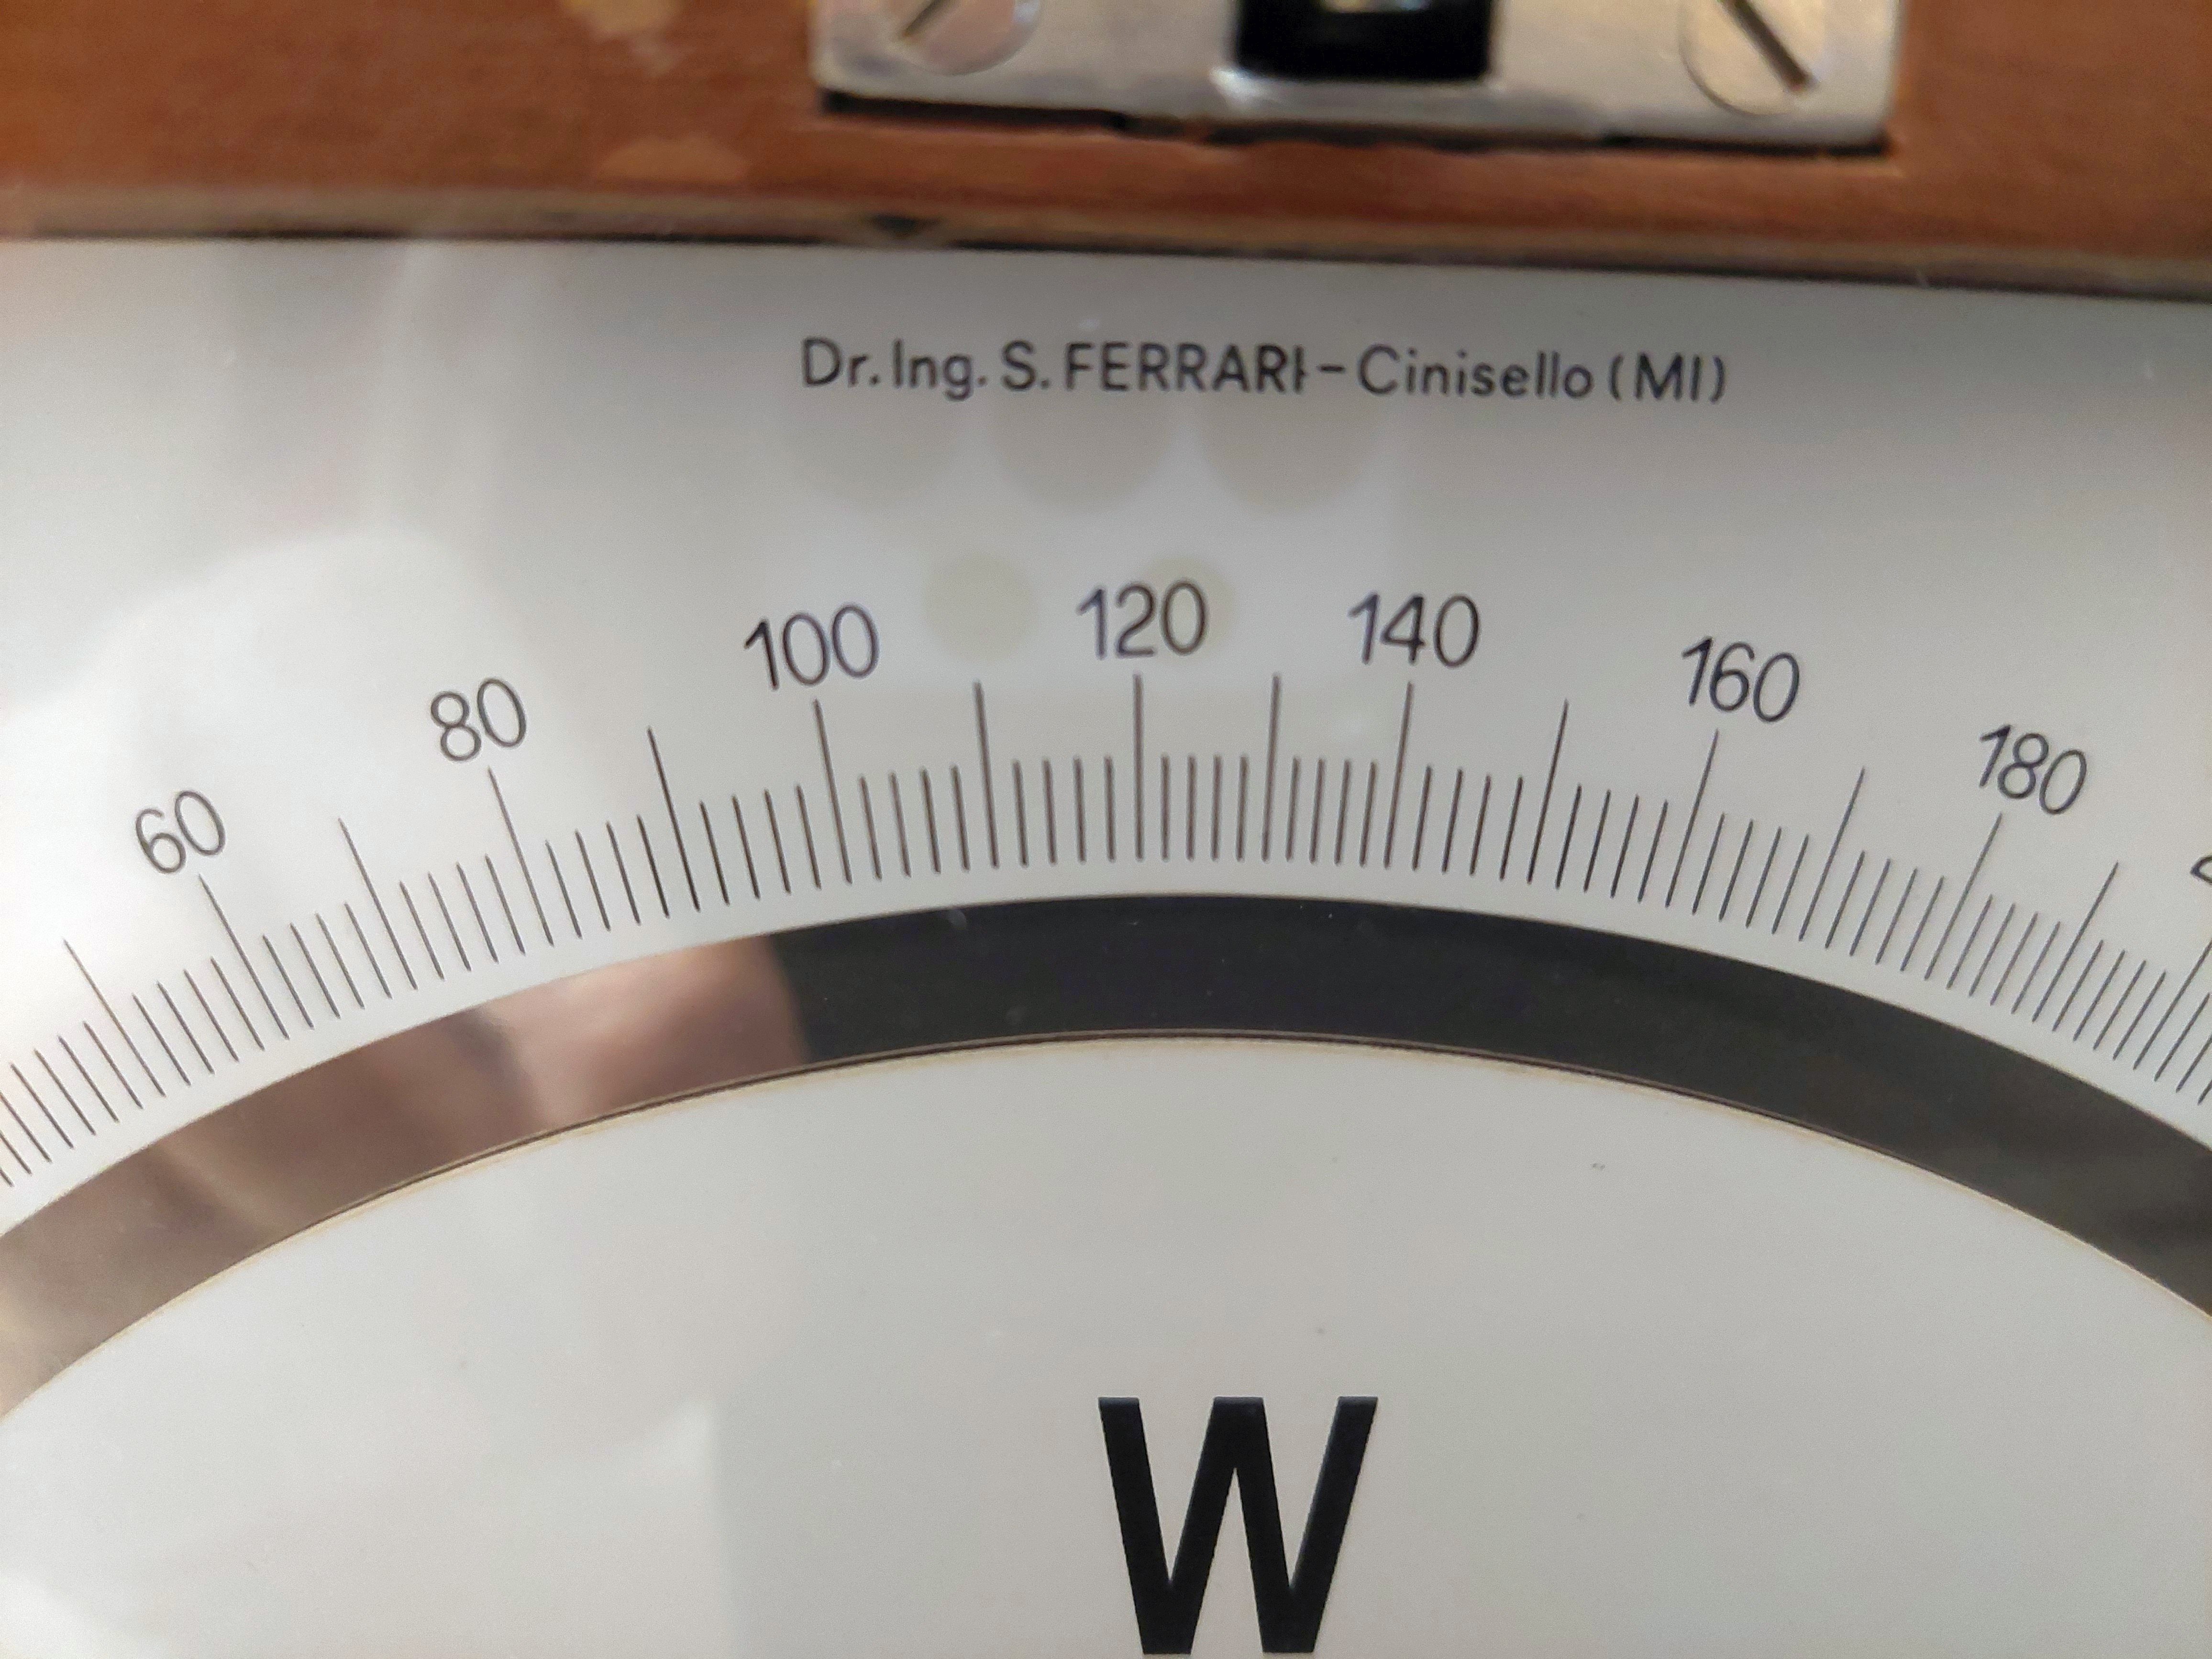 Dr. Ing. S. FERRARI - Cinisello (MI)
60 80 100 120 140 160 180
W